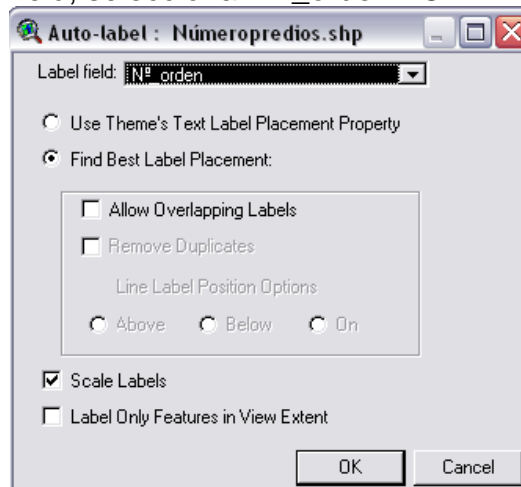 Auto-label : Númeropredios.shp
Label field: Nº_orden
Use Theme's Text Label Placement Property
Find Best Label Placement:
Allow Overlapping Labels
Remove Duplicates
Line Label Position Options
Above Below On
Scale Labels
Label Only Features in View Extent
OK Cancel